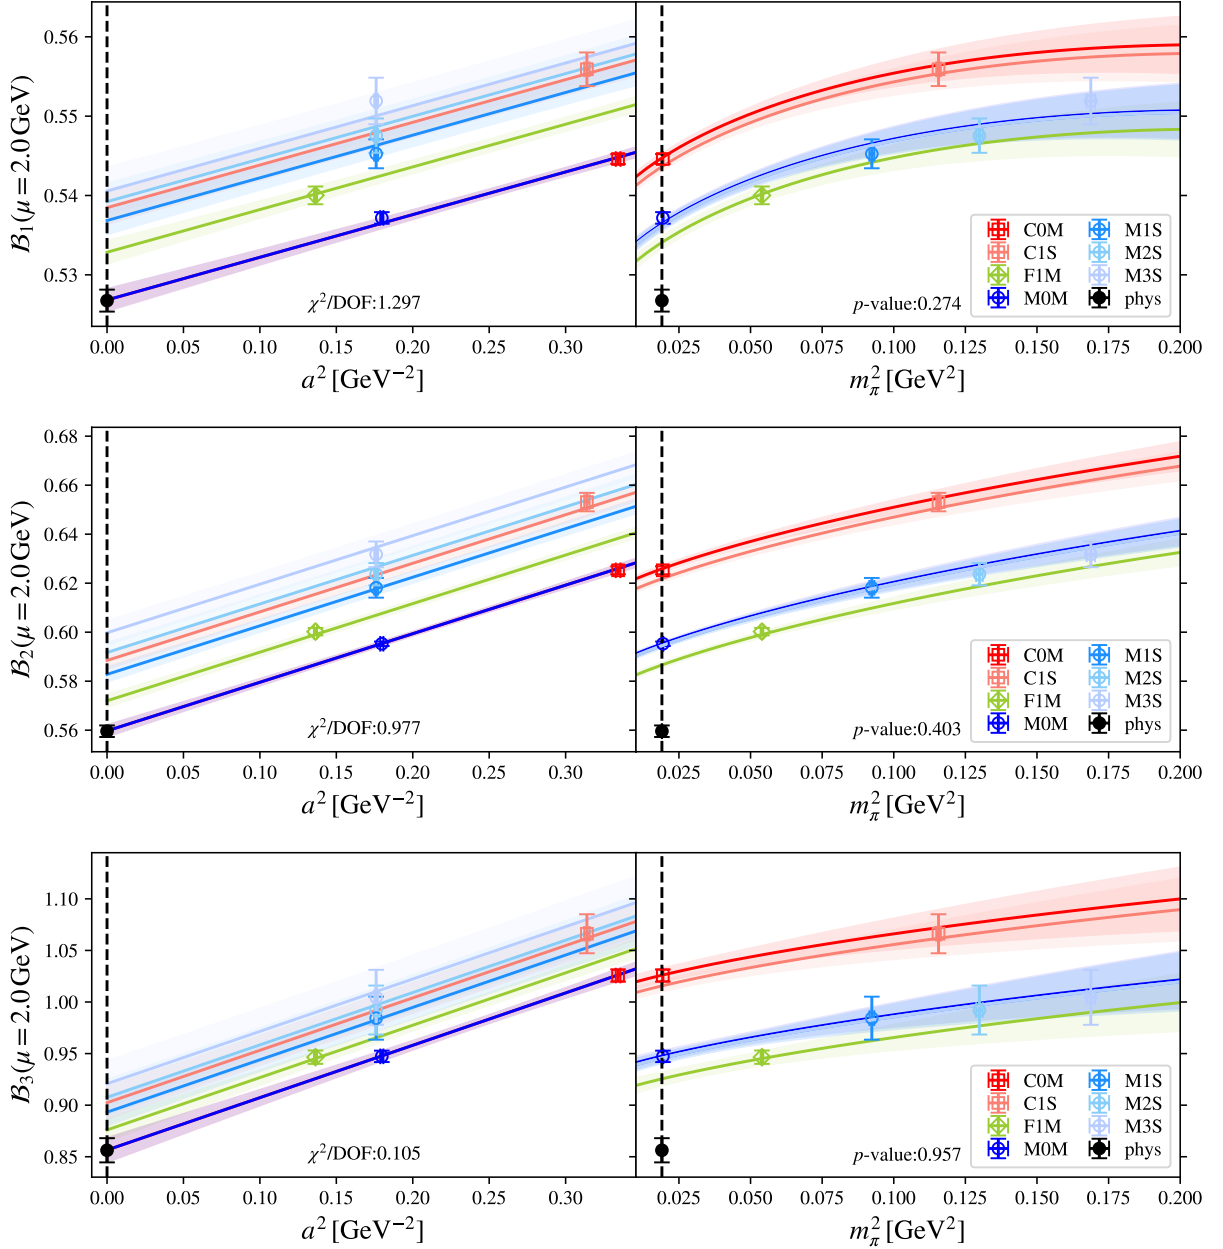 0.56
0.55
0.54
0.53
B₁(μ = 2.0 GeV)
χ²/DOF:1.297
p-value:0.274
C0M M1S
C1S M2S
F1M M3S
M0M phys
0.00 0.05 0.10 0.15 0.20 0.25 0.30 0.025 0.050 0.075 0.100 0.125 0.150 0.175 0.200
a² [GeV⁻²] m_π² [GeV²]
0.68
0.66
0.64
0.62
0.60
0.58
0.56
B₂(μ = 2.0 GeV)
χ²/DOF:0.977
p-value:0.403
C0M M1S
C1S M2S
F1M M3S
M0M phys
0.00 0.05 0.10 0.15 0.20 0.25 0.30 0.025 0.050 0.075 0.100 0.125 0.150 0.175 0.200
a² [GeV⁻²] m_π² [GeV²]
1.10
1.05
1.00
0.95
0.90
0.85
B₃(μ = 2.0 GeV)
χ²/DOF:0.105
p-value:0.957
C0M M1S
C1S M2S
F1M M3S
M0M phys
0.00 0.05 0.10 0.15 0.20 0.25 0.30 0.025 0.050 0.075 0.100 0.125 0.150 0.175 0.200
a² [GeV⁻²] m_π² [GeV²]